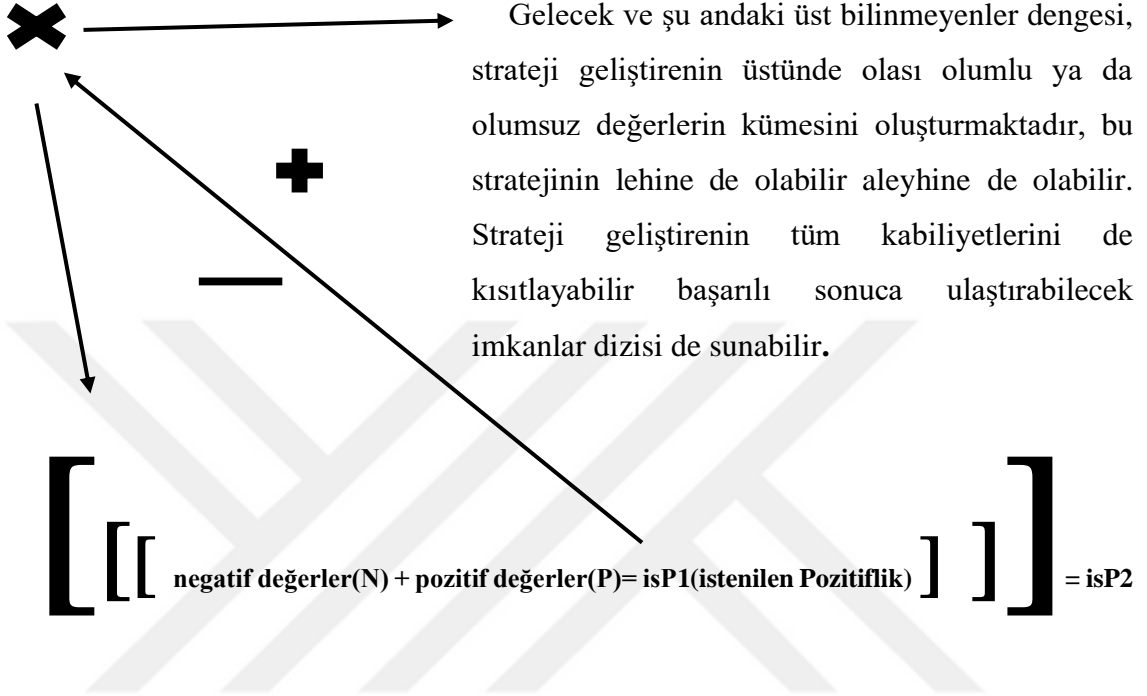 Gelecek ve şu andaki üst bilinmeyenler dengesi,
strateji geliştirenin üstünde olası olumlu ya da
olumsuz değerlerin kümesini oluşturmaktadır, bu
stratejinin lehine de olabilir aleyhine de olabilir.
Strateji geliştirenin tüm kabiliyetlerini de
kısıtlayabilir başarılı sonuca ulaştırabilecek
imkanlar dizisi de sunabilir.
[ [ [ negatif değerler(N) + pozitif değerler(P)= isP1(istenilen Pozitiflik) ] ] ] = isP2